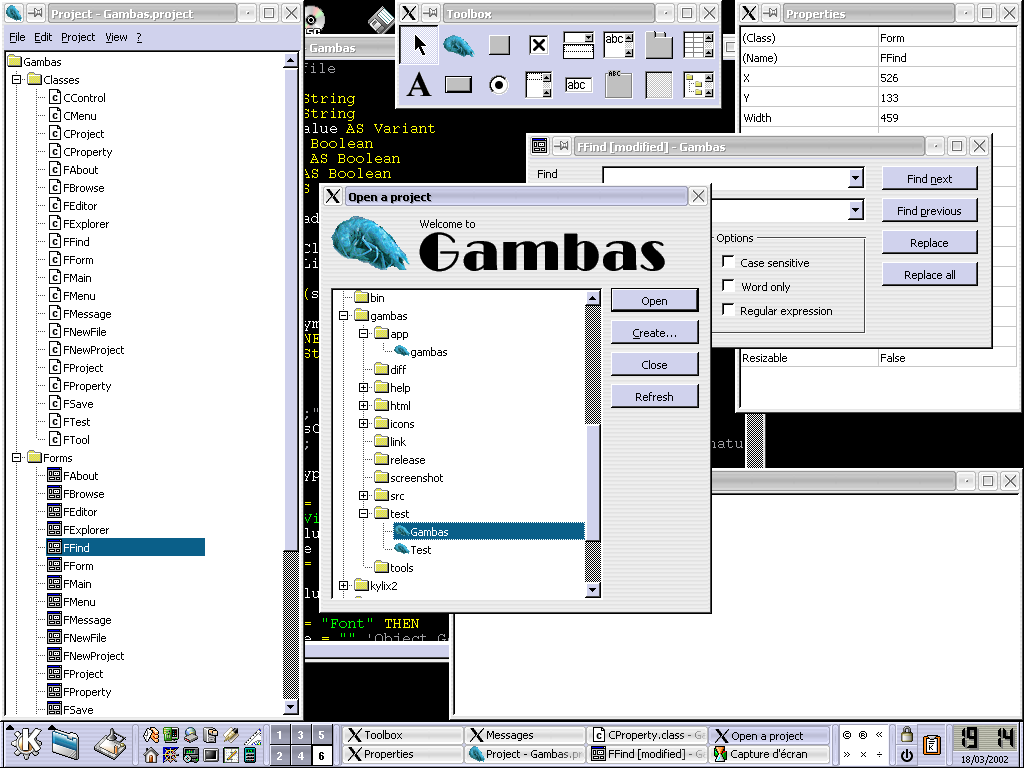 Project - Gambas.project
File Edit Project View ?
Gambas
Classes
CControl
CMenu
CProject
CProperty
FAbout
FBrowse
FEditor
FExplorer
FFind
FForm
FMain
FMenu
FMessage
FNewFile
FNewProject
FProject
FProperty
FSave
FTest
FTool
Forms
FAbout
FBrowse
FEditor
FExplorer
FFind
FForm
FMain
FMenu
FMessage
FNewFile
FNewProject
FProject
FProperty
FSave
Gambas
String
String
AS Variant
Boolean
AS Boolean
AS Boolean
= "Font" THEN
Toolbox
A
abc
abc
ABC
Properties
(Class) Form
(Name) FFind
X 526
Y 133
Width 459
Resizable False
FFind [modified] - Gambas
Find
Find next
Find previous
Replace
Replace all
Options
Case sensitive
Word only
Regular expression
Open a project
Welcome to
Gambas
bin
gambas
app
gambas
diff
help
html
icons
link
release
screenshot
src
test
Gambas
Test
tools
kylix2
Open
Create...
Close
Refresh
1 3 5
2 4 6
Toolbox
Messages
CProperty.class - G
Open a project
Properties
Project - Gambas.pr
FFind [modified] - G
Capture d'écran
© ® «
» × ÷
19 14
18/03/2002